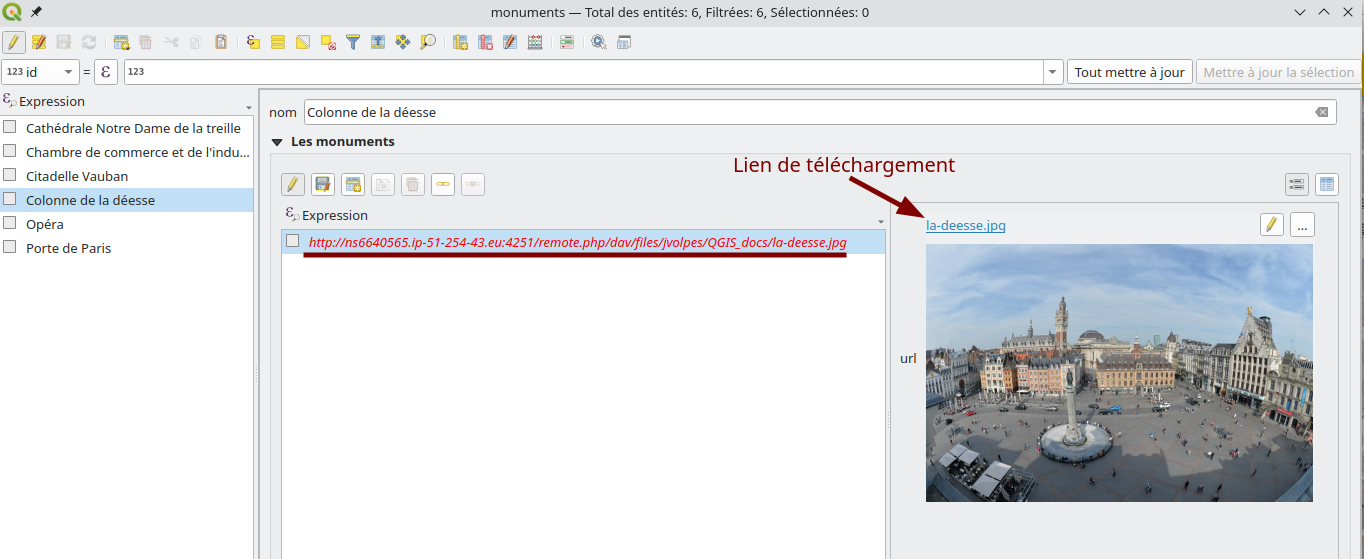 monuments — Total des entités: 6, Filtrées: 6, Sélectionnées: 0
123 id = ε 123 Tout mettre à jour Mettre à jour la sélection
Expression
Cathédrale Notre Dame de la treille
Chambre de commerce et de l'indu...
Citadelle Vauban
Colonne de la déesse
Opéra
Porte de Paris
nom Colonne de la déesse
Les monuments
Lien de téléchargement
Expression
http://ns6640565.ip-51-254-43.eu:4251/remote.php/dav/files/jvolpes/QGIS_docs/la-deesse.jpg
la-deesse.jpg ...
url